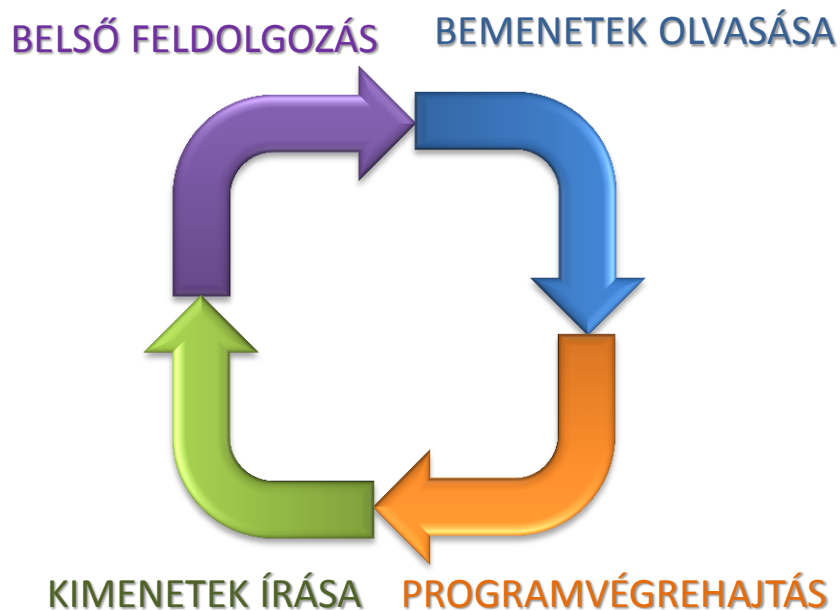 BELSŐ FELDOLGOZÁS
BEMENETEK OLVASÁSA
KIMENETEK ÍRÁSA
PROGRAMVÉGREHAJTÁS